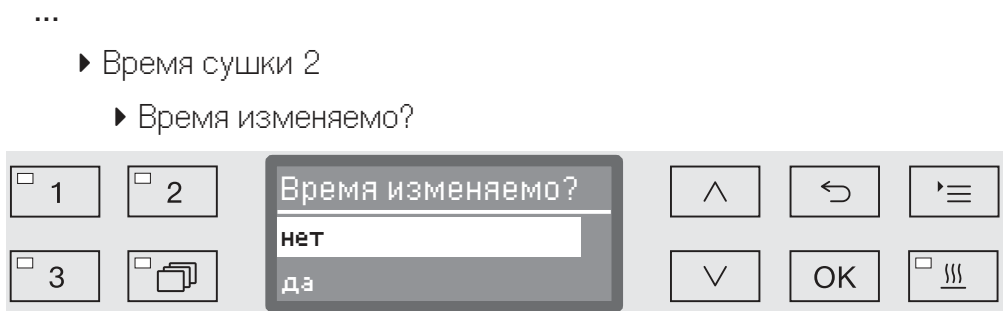 ...
▸ Время сушки 2
▸ Время изменяемо?
1 2 Время изменяемо?
нет
3 да OK